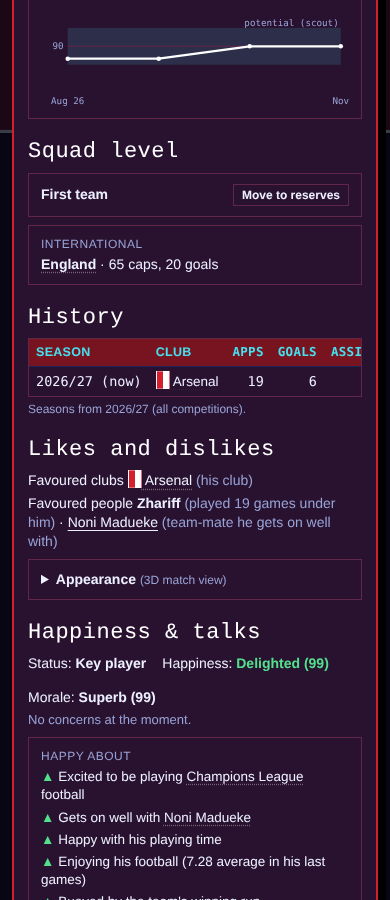 potential (scout)
90
Aug 26 Nov
Squad level
First team Move to reserves
INTERNATIONAL
England · 65 caps, 20 goals
History
SEASON CLUB APPS GOALS ASSI
2026/27 (now) Arsenal 19 6
Seasons from 2026/27 (all competitions).
Likes and dislikes
Favoured clubs Arsenal (his club)
Favoured people Zhariff (played 19 games under
him) · Noni Madueke (team-mate he gets on well
with)
▶ Appearance (3D match view)
Happiness & talks
Status: Key player Happiness: Delighted (99)
Morale: Superb (99)
No concerns at the moment.
HAPPY ABOUT
▲ Excited to be playing Champions League
football
▲ Gets on well with Noni Madueke
▲ Happy with his playing time
▲ Enjoying his football (7.28 average in his last
games)